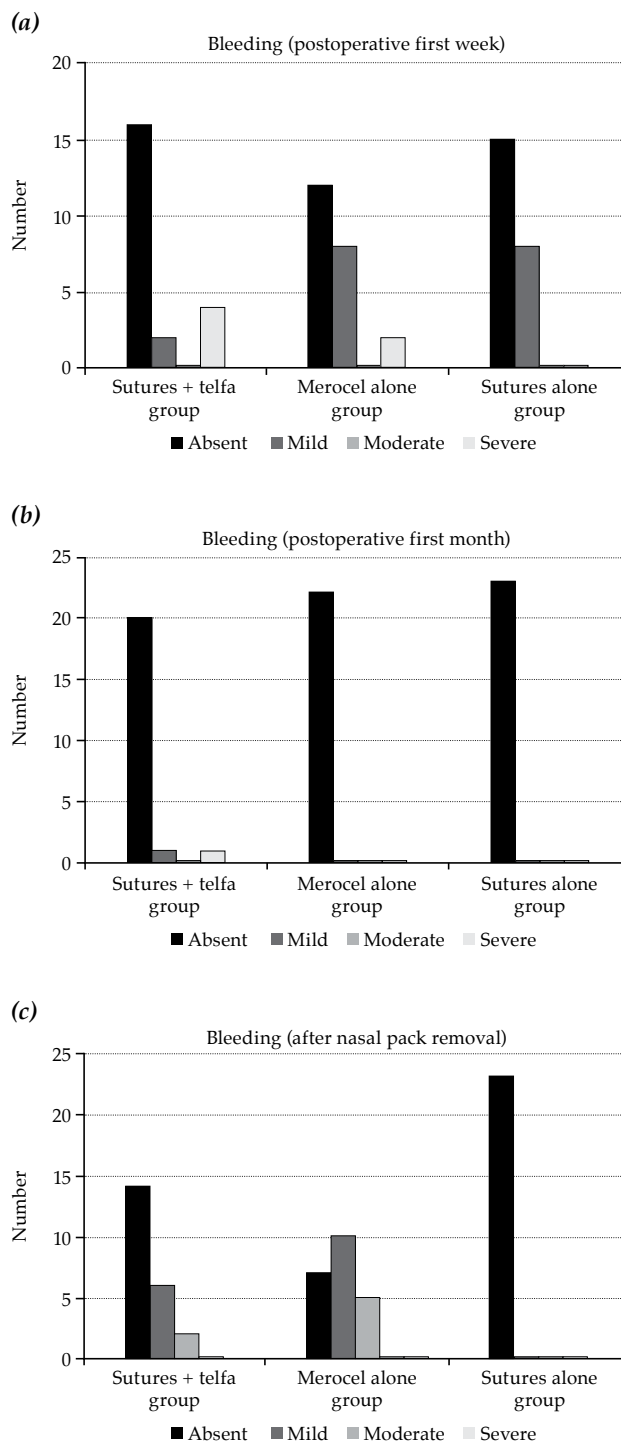 (a)
Bleeding (postoperative first week)
20
15
10
5
0
Number
Sutures + telfa group
Merocel alone group
Sutures alone group
Absent Mild Moderate Severe
(b)
Bleeding (postoperative first month)
25
20
15
10
5
0
Number
Sutures + telfa group
Merocel alone group
Sutures alone group
Absent Mild Moderate Severe
(c)
Bleeding (after nasal pack removal)
25
20
15
10
5
0
Number
Sutures + telfa group
Merocel alone group
Sutures alone group
Absent Mild Moderate Severe